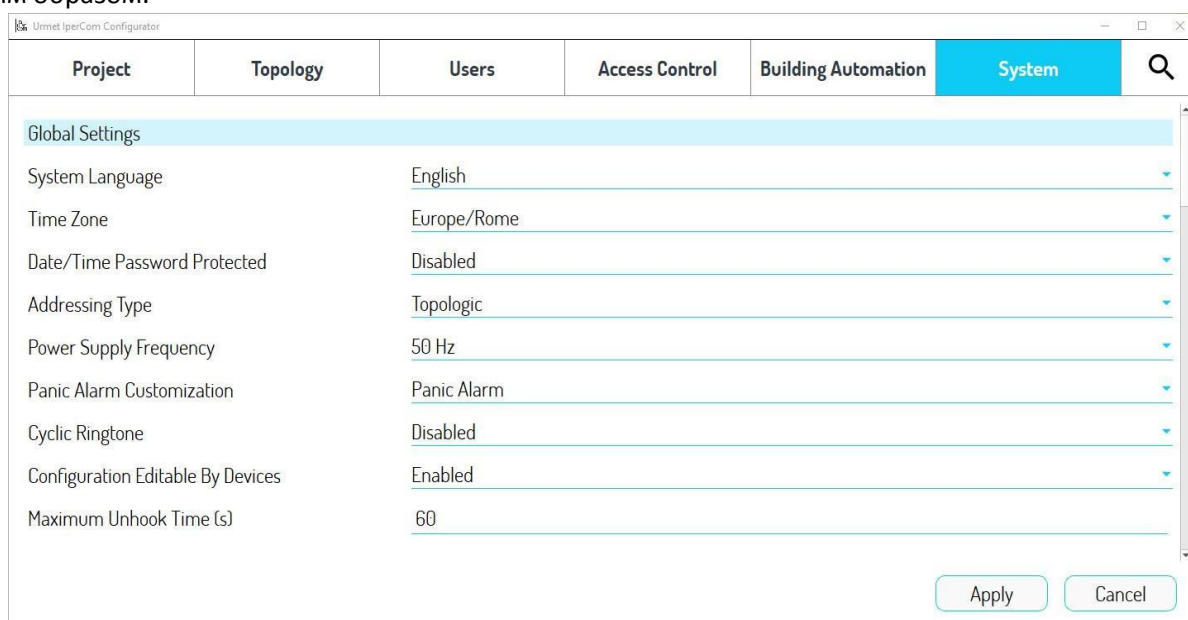 образом.
Urmet IperCom Configurator
Project Topology Users Access Control Building Automation System
Global Settings
System Language English
Time Zone Europe/Rome
Date/Time Password Protected Disabled
Addressing Type Topologic
Power Supply Frequency 50 Hz
Panic Alarm Customization Panic Alarm
Cyclic Ringtone Disabled
Configuration Editable By Devices Enabled
Maximum Unhook Time (s) 60
Apply Cancel